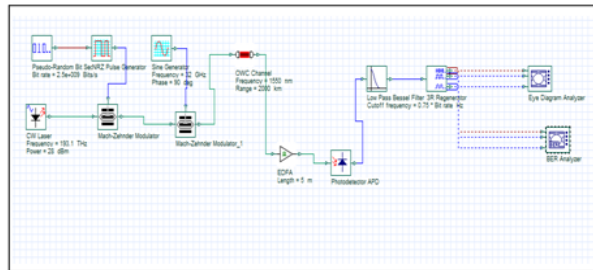 Pseudo-Random Bit Seq NRZ Pulse Generator
Bit rate = 2.5e+009 Bits/s
Sine Generator
Frequency = 32 GHz
Phase = 90 deg
OWC Channel
Frequency = 1550 nm
Range = 2000 km
CW Laser
Frequency = 193.1 THz
Power = 28 dBm
Mach-Zehnder Modulator
Mach-Zehnder Modulator_1
Low Pass Bessel Filter 3R Regenerator
Cutoff frequency = 0.75 * Bit rate Hz
Eye Diagram Analyzer
EDFA
Length = 5 m
Photodetector APD
BER Analyzer